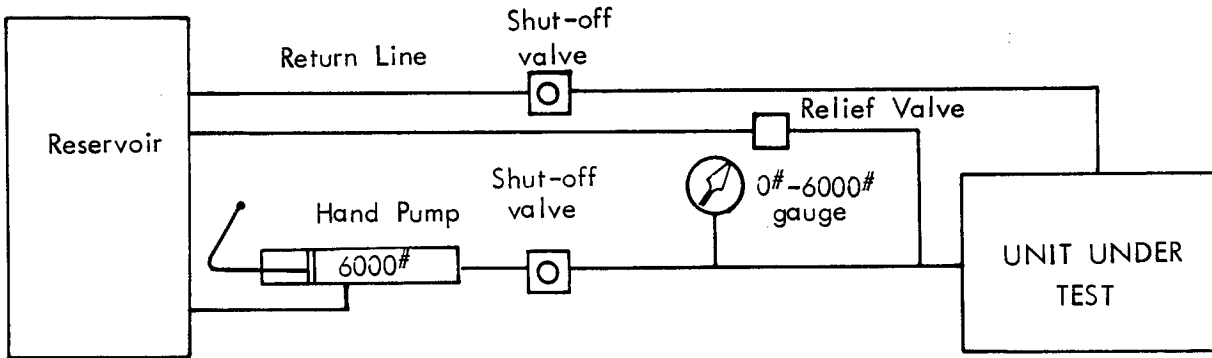 Shut-off
valve
Return Line
Relief Valve
Reservoir
Shut-off
valve
0#-6000#
gauge
Hand Pump
6000#
UNIT UNDER
TEST